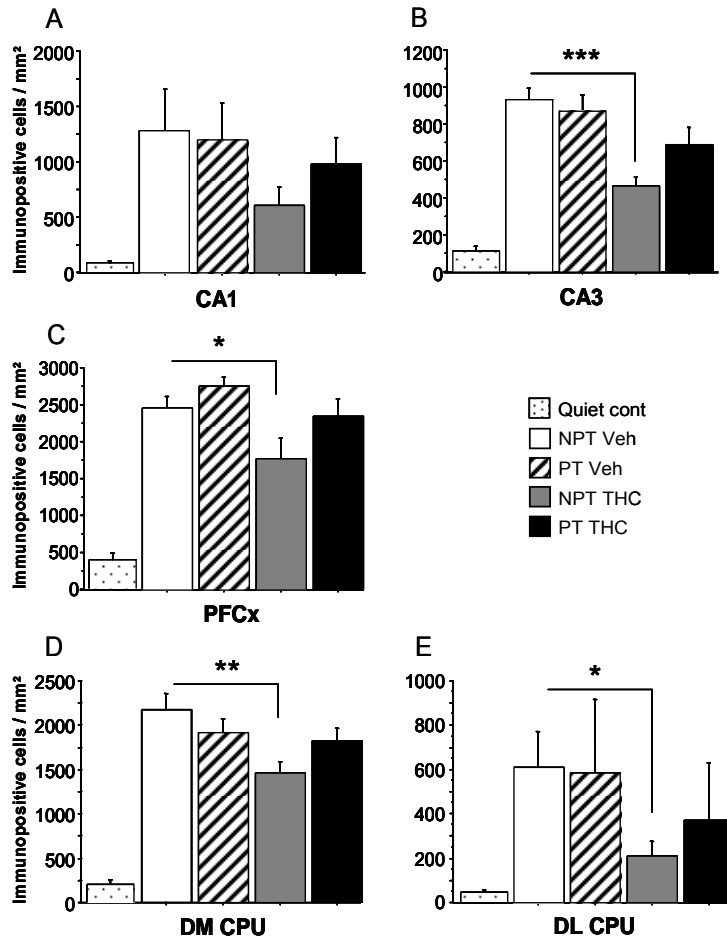 A
Immunopositive cells / mm²
2000
1500
1000
500
0
CA1
B
1200
1000
800
600
400
200
0
***
CA3
C
Immunopositive cells / mm²
3000
2500
2000
1500
1000
500
0
*
PFCx
Quiet cont
NPT Veh
PT Veh
NPT THC
PT THC
D
Immunopositive cells / mm²
2500
2000
1500
1000
500
0
**
DM CPU
E
1000
800
600
400
200
0
*
DL CPU